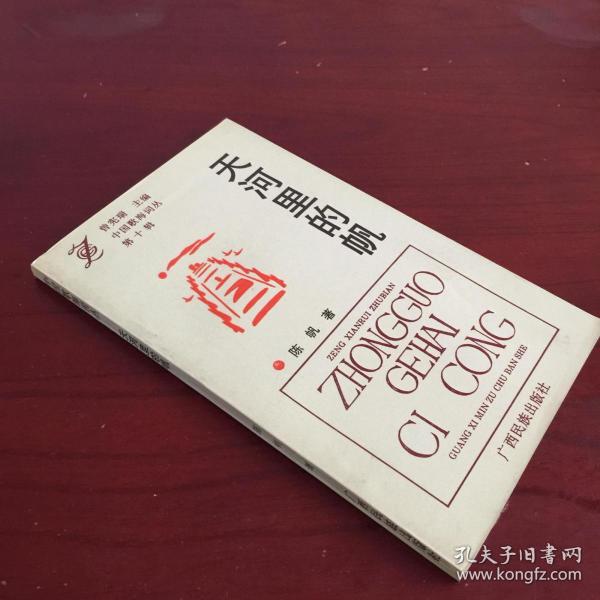 曾宪瑞 主编
中国歌海词丛
第十辑
天河里的帆
陈帆 著
ZENG XIANRUI ZHUBIAN
ZHONGGUO
GEHAI
CI CONG
GUANG XI MIN ZU CHU BAN SHE
广西民族出版社
孔夫子旧书网
www.kongfz.com